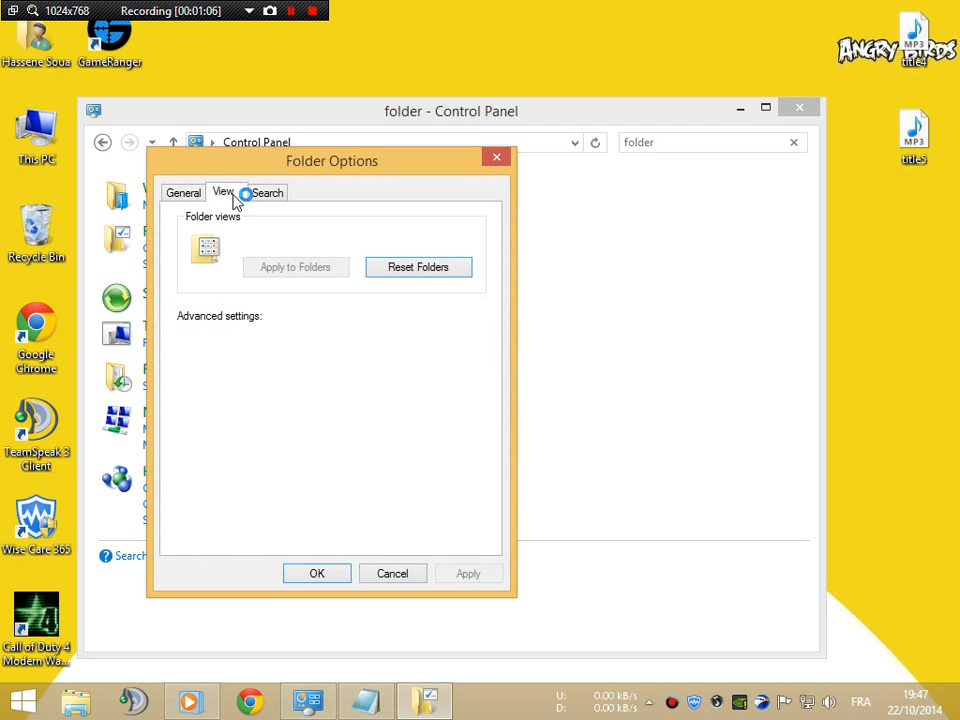 1024x768 Recording [00:01:06]
Hassene Soua
GameRanger
ANGRY BIRDS
MP3
title4
folder - Control Panel
This PC
Control Panel
folder
MP3
title5
Folder Options
General View Search
Folder views
Recycle Bin
Apply to Folders Reset Folders
Advanced settings:
Google
Chrome
TeamSpeak 3
Client
Search
Wise Care 365
OK Cancel Apply
4
Call of Duty 4
Modern Wa...
U: 0.00 kB/s
D: 0.00 kB/s
FRA
19:47
22/10/2014